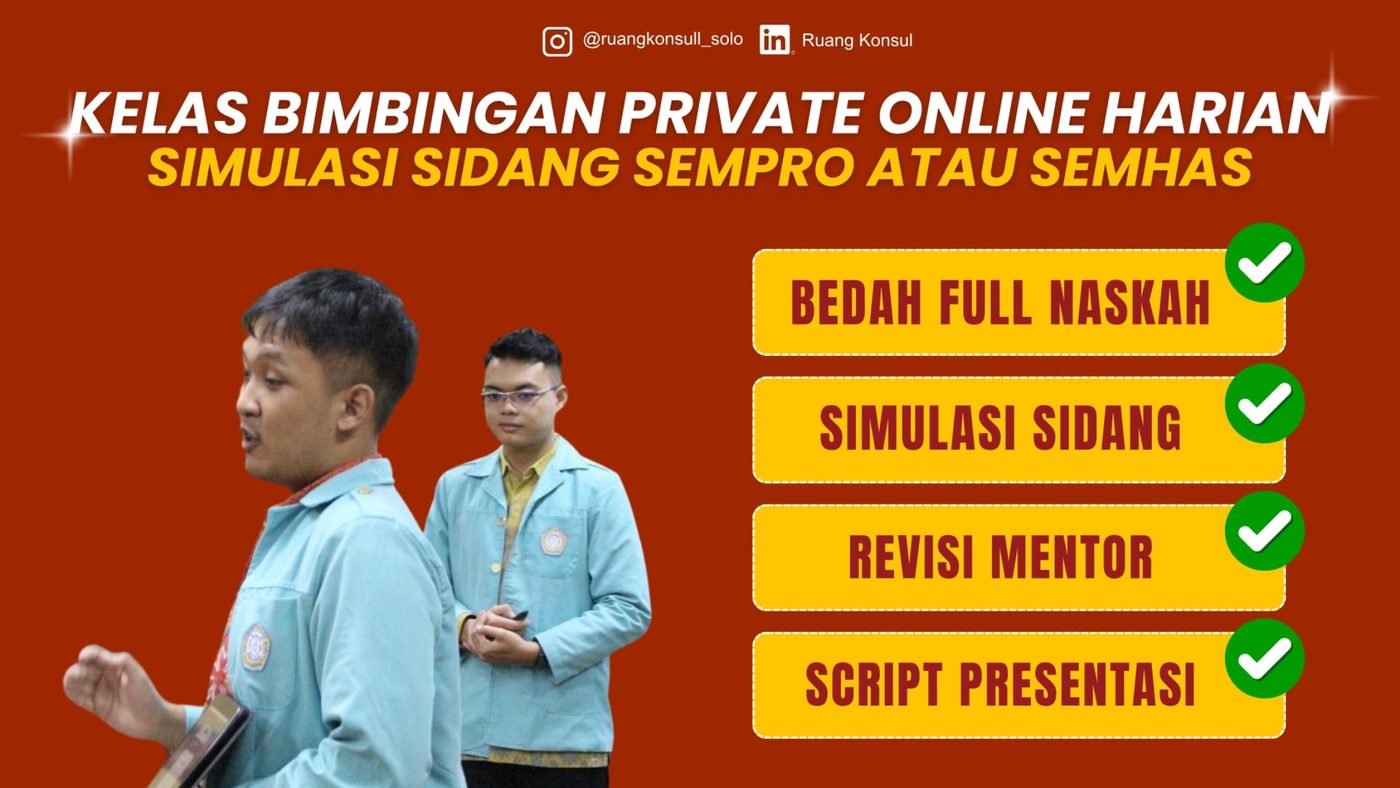 @ruangkonsull_solo
in Ruang Konsul
KELAS BIMBINGAN PRIVATE ONLINE HARIAN
SIMULASI SIDANG SEMPRO ATAU SEMHAS
BEDAH FULL NASKAH
SIMULASI SIDANG
REVISI MENTOR
SCRIPT PRESENTASI